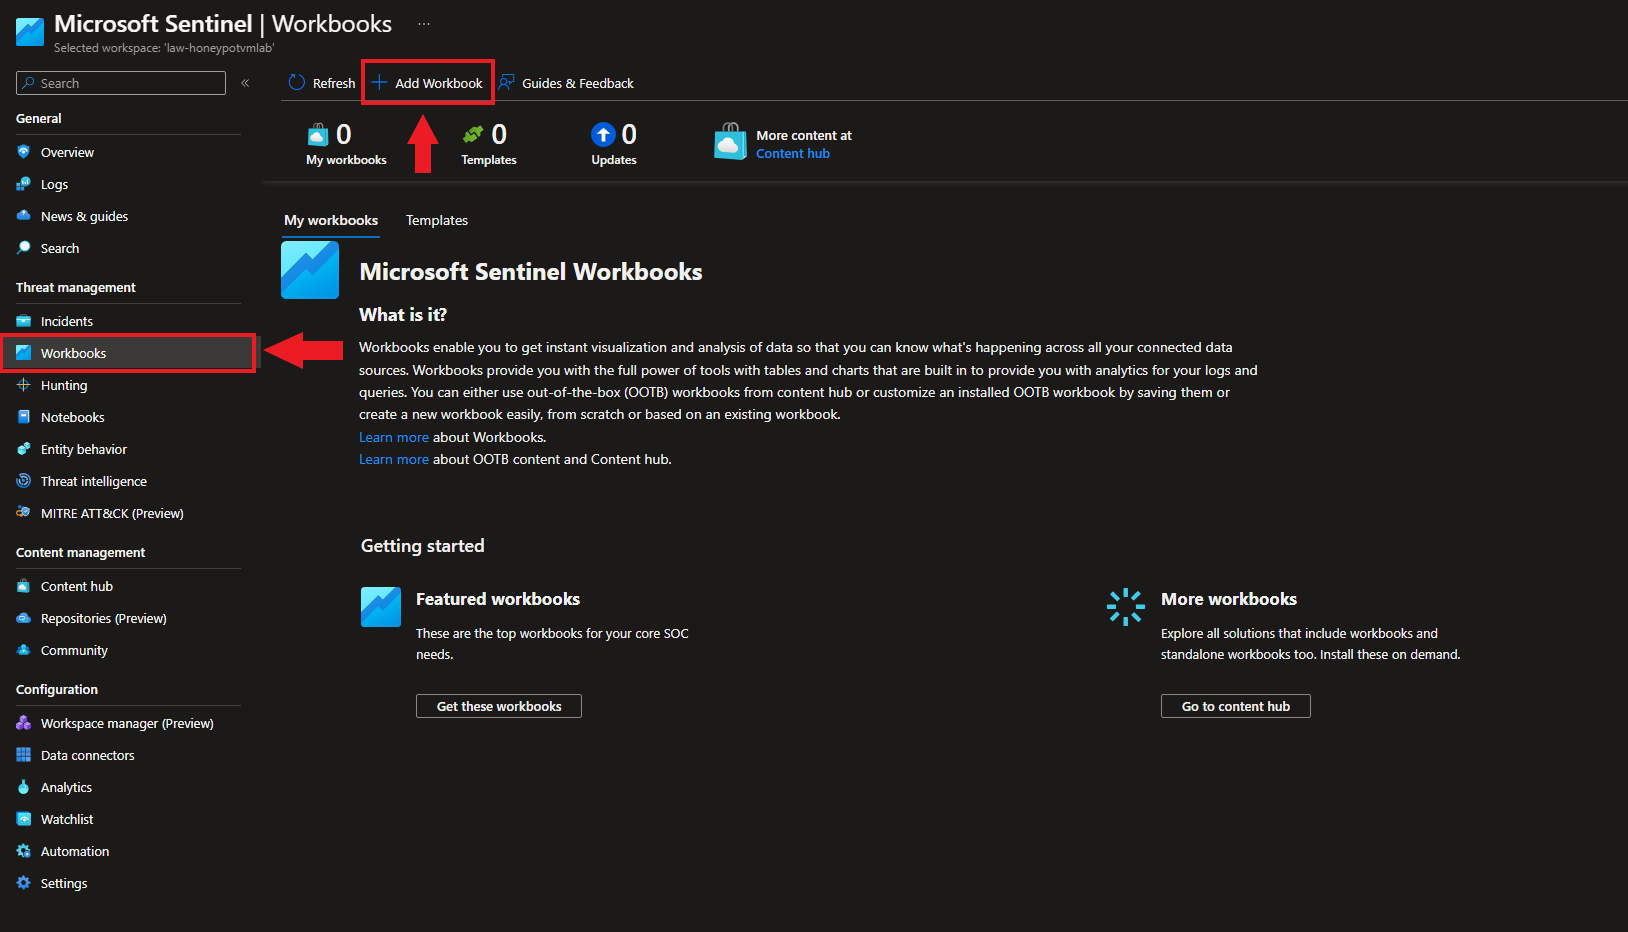 Microsoft Sentinel | Workbooks ...
Selected workspace: 'law-honeypotvmlab'
Search
«
General
Overview
Logs
News & guides
Search
Threat management
Incidents
Workbooks
Hunting
Notebooks
Entity behavior
Threat intelligence
MITRE ATT&CK (Preview)
Content management
Content hub
Repositories (Preview)
Community
Configuration
Workspace manager (Preview)
Data connectors
Analytics
Watchlist
Automation
Settings
Refresh
Add Workbook
Guides & Feedback
0
My workbooks
0
Templates
0
Updates
More content at
Content hub
My workbooks
Templates
Microsoft Sentinel Workbooks
What is it?
Workbooks enable you to get instant visualization and analysis of data so that you can know what's happening across all your connected data
sources. Workbooks provide you with the full power of tools with tables and charts that are built in to provide you with analytics for your logs and
queries. You can either use out-of-the-box (OOTB) workbooks from content hub or customize an installed OOTB workbook by saving them or
create a new workbook easily, from scratch or based on an existing workbook.
Learn more about Workbooks.
Learn more about OOTB content and Content hub.
Getting started
Featured workbooks
These are the top workbooks for your core SOC
needs.
Get these workbooks
More workbooks
Explore all solutions that include workbooks and
standalone workbooks too. Install these on demand.
Go to content hub